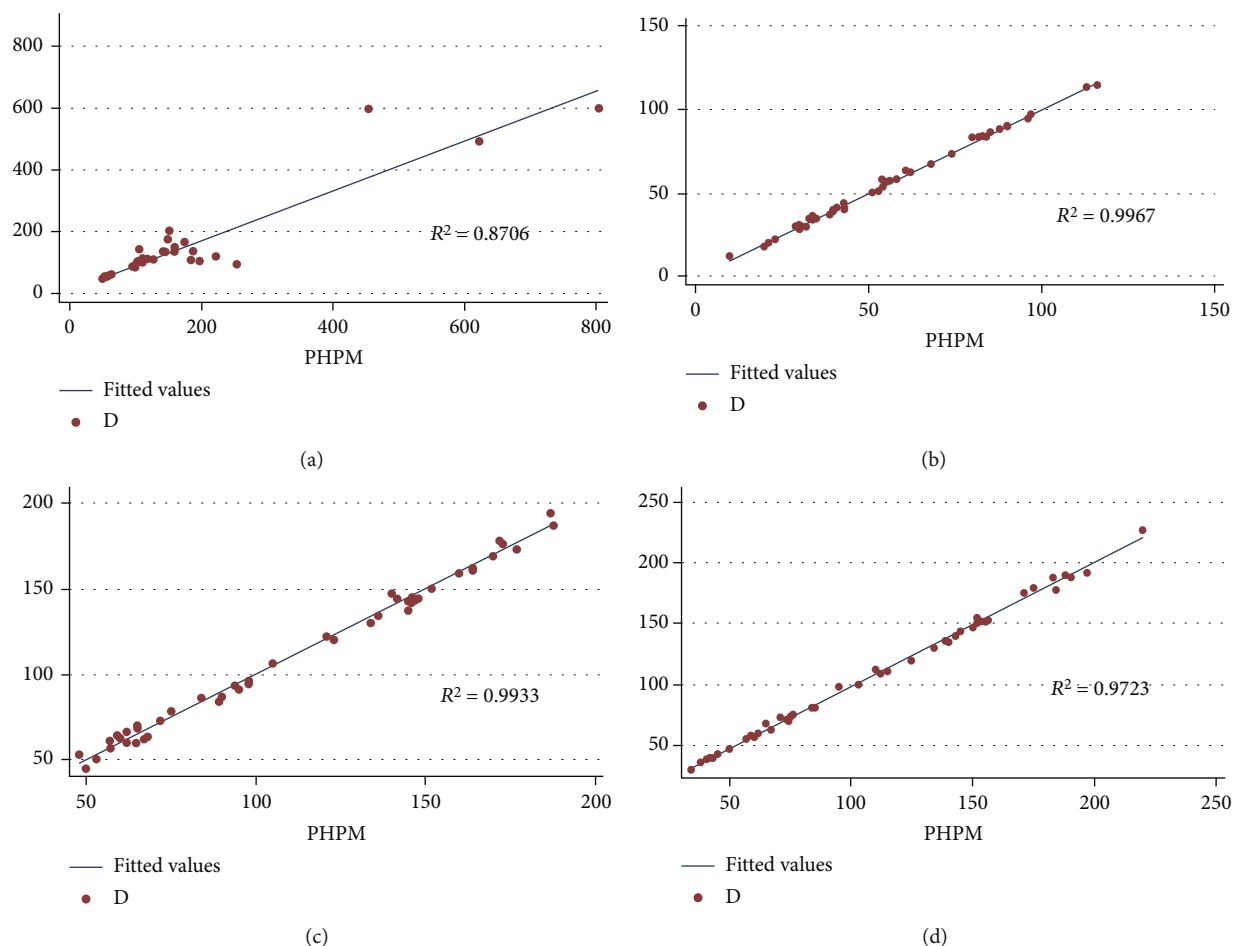 800
600
400
200
0
R² = 0.8706
0 200 400 600 800
PHPM
Fitted values
D
(a)
150
100
50
0
R² = 0.9967
0 50 100 150
PHPM
Fitted values
D
(b)
200
150
100
50
R² = 0.9933
50 100 150 200
PHPM
Fitted values
D
(c)
250
200
150
100
50
R² = 0.9723
50 100 150 200 250
PHPM
Fitted values
D
(d)